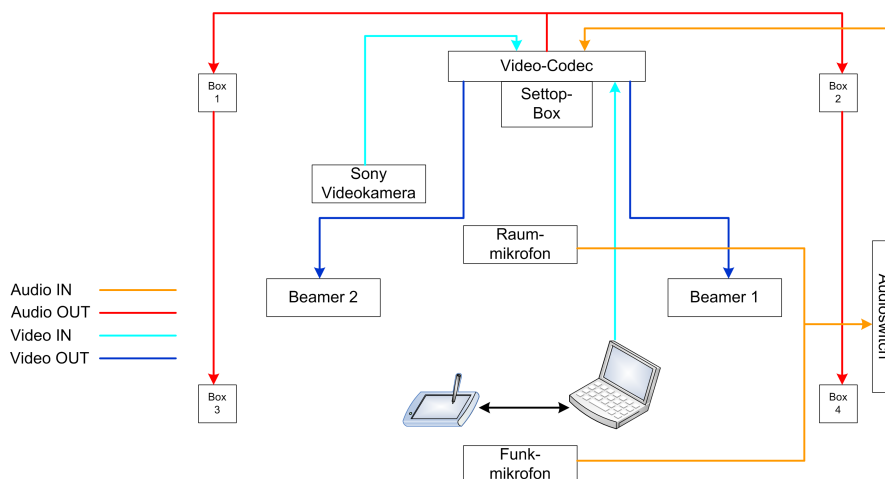 Video-Codec
Settop-
Box
Box
1
Box
2
Sony
Videokamera
Raum-
mikrofon
Beamer 2
Beamer 1
Audioswitch
Audio IN
Audio OUT
Video IN
Video OUT
Box
3
Box
4
Funk-
mikrofon